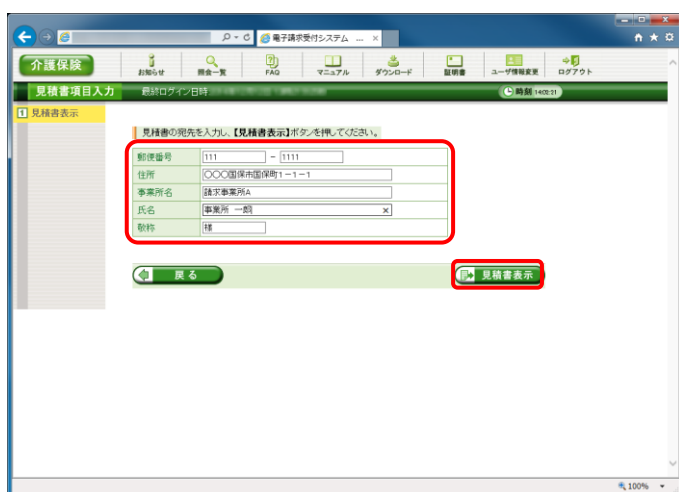 電子請求受付システム ... ×
介護保険
お知らせ 照会一覧 FAQ マニュアル ダウンロード 証明書 ユーザ情報変更 ログアウト
見積書項目入力 最終ログイン日時 時刻
1 見積書表示
見積書の宛先を入力し、【見積書表示】ボタンを押してください。
郵便番号 111 - 1111
住所 〇〇〇国保市国保町1-1-1
事業所名 請求事業所A
氏名 事業所 一郎 ×
敬称 様
戻る 見積書表示
100%